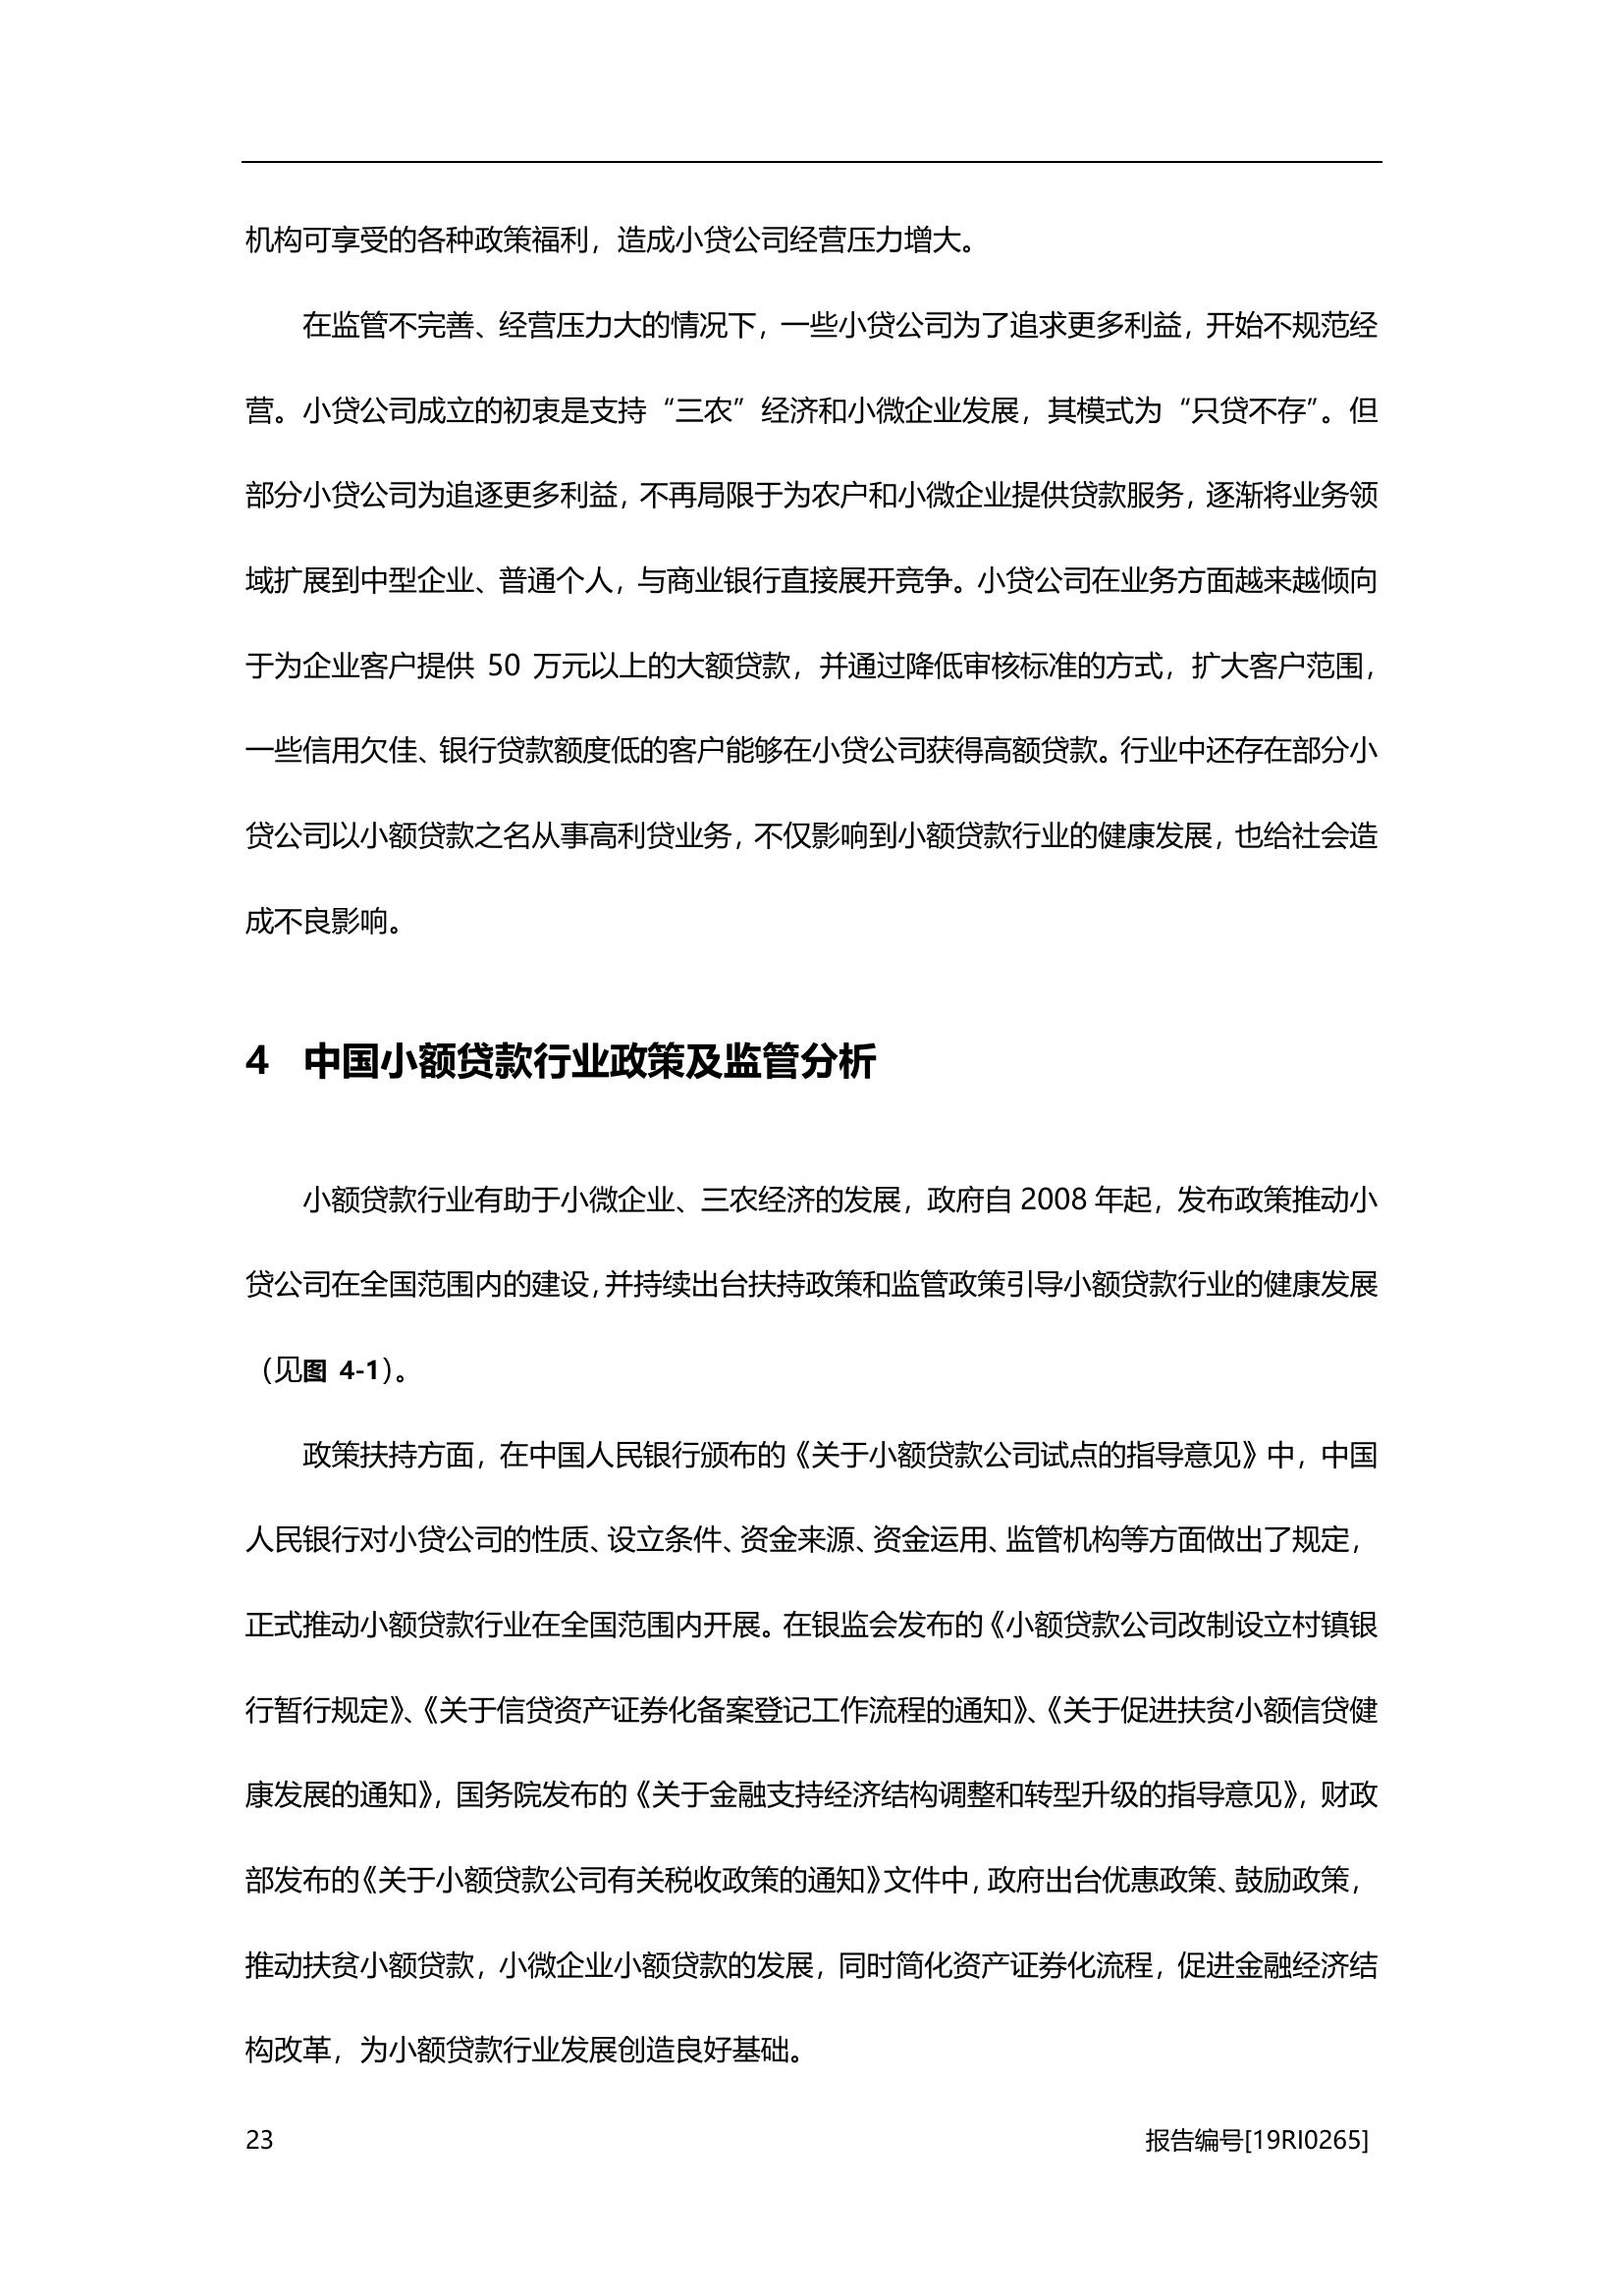 机构可享受的各种政策福利，造成小贷公司经营压力增大。
在监管不完善、经营压力大的情况下，一些小贷公司为了追求更多利益，开始不规范经
营。小贷公司成立的初衷是支持“三农”经济和小微企业发展，其模式为“只贷不存”。但
部分小贷公司为追逐更多利益，不再局限于为农户和小微企业提供贷款服务，逐渐将业务领
域扩展到中型企业、普通个人，与商业银行直接展开竞争。小贷公司在业务方面越来越倾向
于为企业客户提供 50 万元以上的大额贷款，并通过降低审核标准的方式，扩大客户范围，
一些信用欠佳、银行贷款额度低的客户能够在小贷公司获得高额贷款。行业中还存在部分小
贷公司以小额贷款之名从事高利贷业务，不仅影响到小额贷款行业的健康发展，也给社会造
成不良影响。
4 中国小额贷款行业政策及监管分析
小额贷款行业有助于小微企业、三农经济的发展，政府自 2008 年起，发布政策推动小
贷公司在全国范围内的建设，并持续出台扶持政策和监管政策引导小额贷款行业的健康发展
（见图 4-1）。
政策扶持方面，在中国人民银行颁布的《关于小额贷款公司试点的指导意见》中，中国
人民银行对小贷公司的性质、设立条件、资金来源、资金运用、监管机构等方面做出了规定，
正式推动小额贷款行业在全国范围内开展。在银监会发布的《小额贷款公司改制设立村镇银
行暂行规定》、《关于信贷资产证券化备案登记工作流程的通知》、《关于促进扶贫小额信贷健
康发展的通知》，国务院发布的《关于金融支持经济结构调整和转型升级的指导意见》，财政
部发布的《关于小额贷款公司有关税收政策的通知》文件中，政府出台优惠政策、鼓励政策，
推动扶贫小额贷款，小微企业小额贷款的发展，同时简化资产证券化流程，促进金融经济结
构改革，为小额贷款行业发展创造良好基础。
23 报告编号[19RI0265]